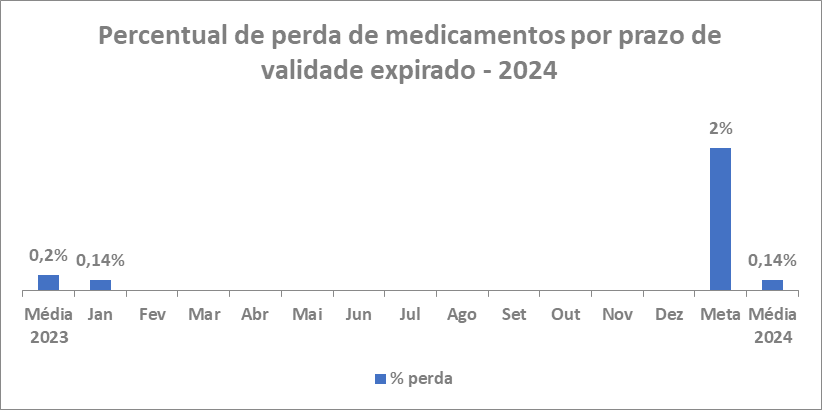 Percentual de perda de medicamentos por prazo de
validade expirado - 2024
2%
0,2%
0,14%
0,14%
Média Jan Fev Mar Abr Mai Jun Jul Ago Set Out Nov Dez Meta Média
2023 2024
% perda